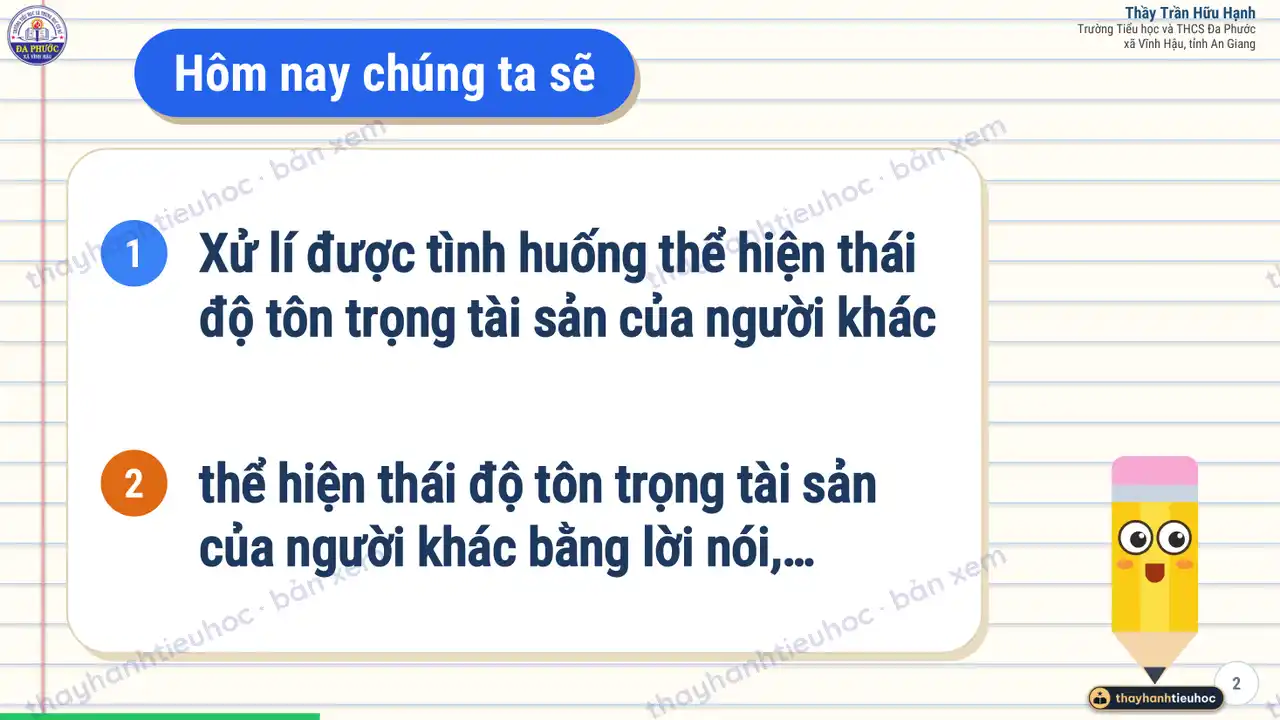 Thầy Trần Hữu Hạnh
Trường Tiểu học và THCS Đa Phước
xã Vĩnh Hậu, tỉnh An Giang
ĐA PHƯỚC
XÃ VĨNH HẬU
Hôm nay chúng ta sẽ
1
Xử lí được tình huống thể hiện thái
độ tôn trọng tài sản của người khác
2
thể hiện thái độ tôn trọng tài sản
của người khác bằng lời nói,...
thayhanhtieuhoc · bản xem
thayhanhtieuhoc · bản xem
thayhanhtieuhoc · bản xem
thayhanhtieuhoc · bản xem
thayhanhtieuhoc
2